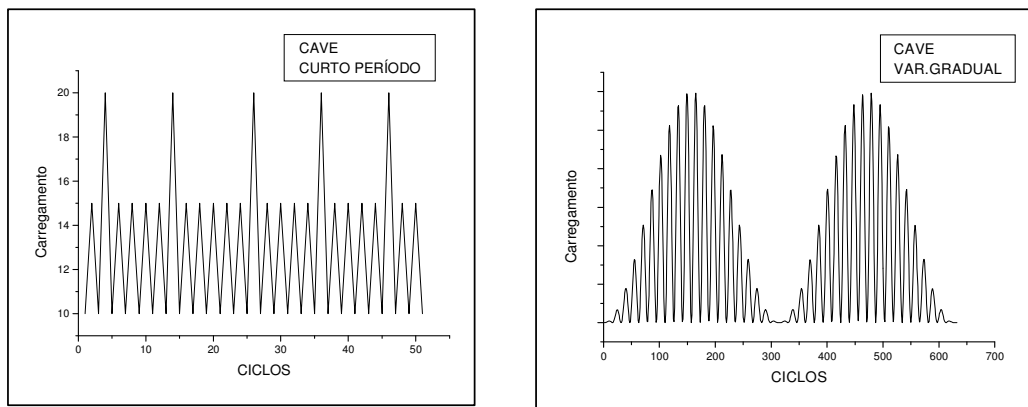 CAVE
CURTO PERÍODO
Carregamento
20
18
16
14
12
10
0
10
20
30
40
50
CICLOS
CAVE
VAR.GRADUAL
Carregamento
0
100
200
300
400
500
600
700
CICLOS